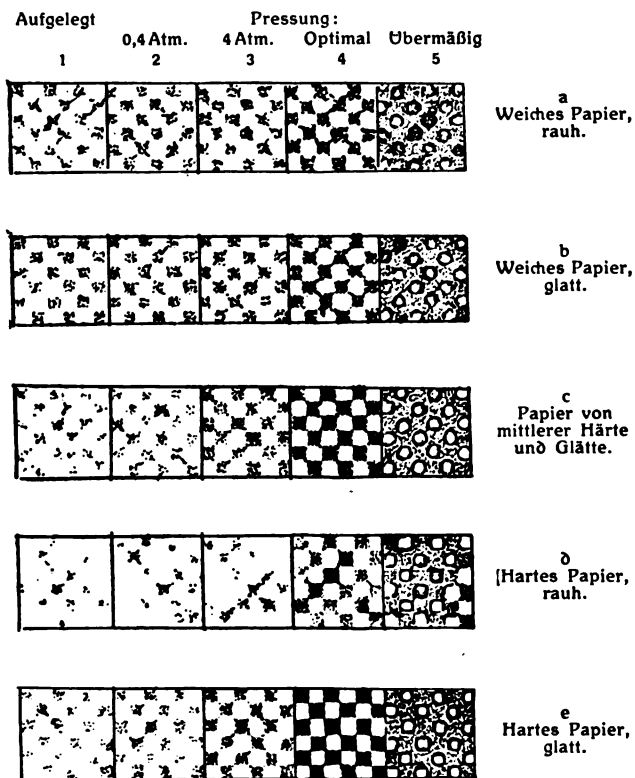 Aufgelegt Pressung:
0,4 Atm. 4 Atm. Optimal Übermäßig
1 2 3 4 5
a
Weiches Papier,
rauh.
b
Weiches Papier,
glatt.
c
Papier von
mittlerer Härte
und Glätte.
d
Hartes Papier,
rauh.
e
Hartes Papier,
glatt.